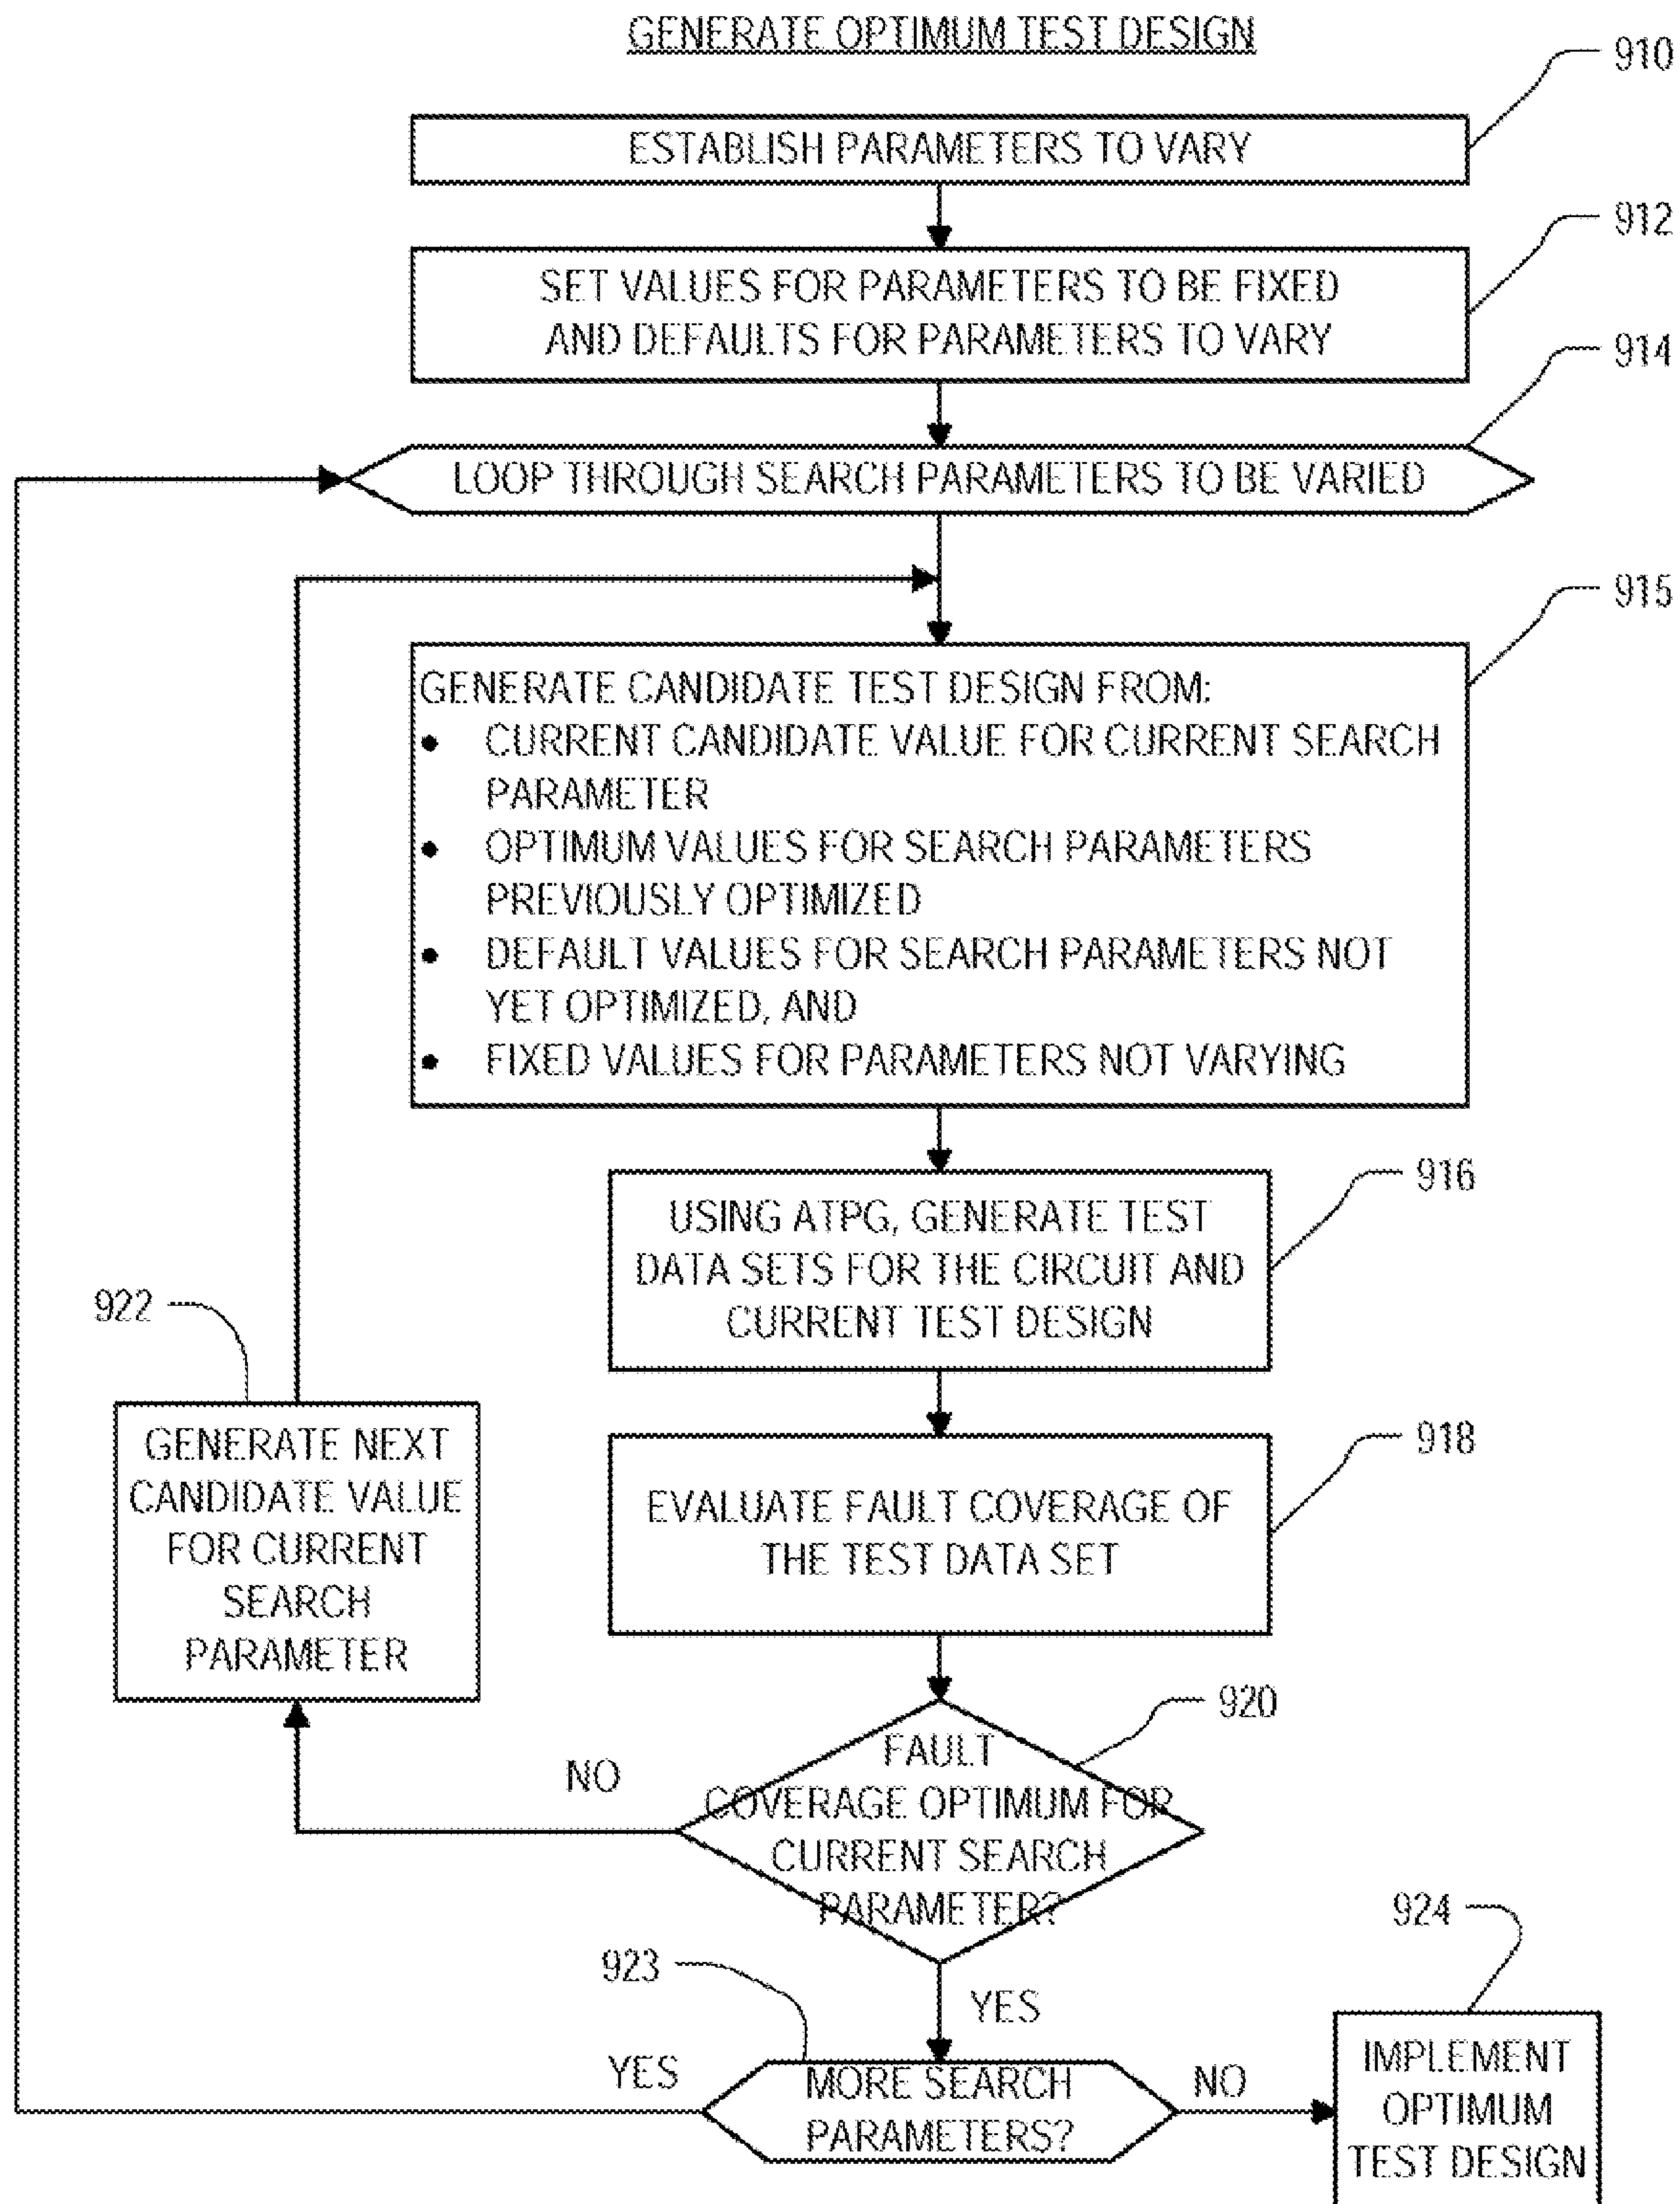 GENERATE OPTIMUM TEST DESIGN
910
ESTABLISH PARAMETERS TO VARY
912
SET VALUES FOR PARAMETERS TO BE FIXED
AND DEFAULTS FOR PARAMETERS TO VARY
914
LOOP THROUGH SEARCH PARAMETERS TO BE VARIED
915
GENERATE CANDIDATE TEST DESIGN FROM:
• CURRENT CANDIDATE VALUE FOR CURRENT SEARCH
PARAMETER
• OPTIMUM VALUES FOR SEARCH PARAMETERS
PREVIOUSLY OPTIMIZED
• DEFAULT VALUES FOR SEARCH PARAMETERS NOT
YET OPTIMIZED, AND
• FIXED VALUES FOR PARAMETERS NOT VARYING
916
USING ATPG, GENERATE TEST
DATA SETS FOR THE CIRCUIT AND
CURRENT TEST DESIGN
922
GENERATE NEXT
CANDIDATE VALUE
FOR CURRENT
SEARCH
PARAMETER
918
EVALUATE FAULT COVERAGE OF
THE TEST DATA SET
920
FAULT
COVERAGE OPTIMUM FOR
CURRENT SEARCH
PARAMETER?
NO
YES
923
MORE SEARCH
PARAMETERS?
YES
NO
924
IMPLEMENT
OPTIMUM
TEST DESIGN